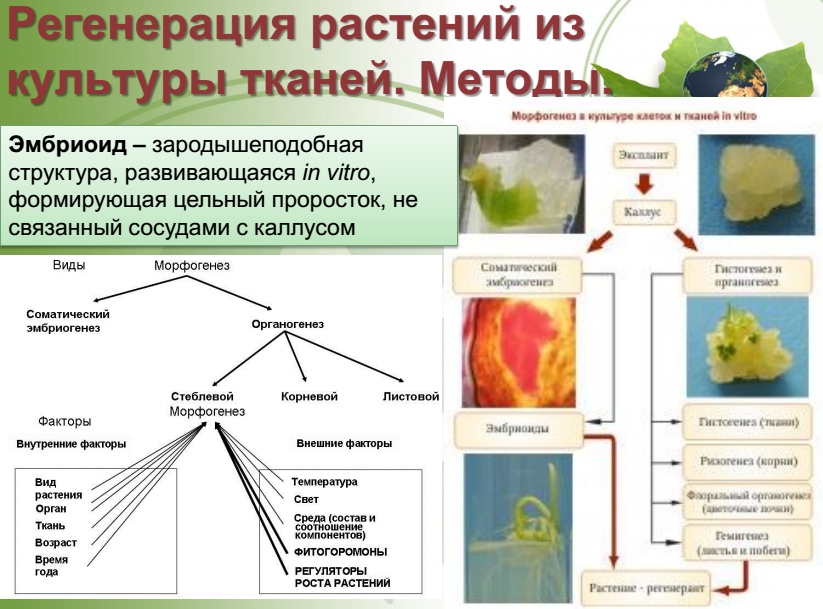 Регенерация растений из
культуры тканей. Методы.
Эмбриоид – зародышеподобная
структура, развивающаяся in vitro,
формирующая цельный проросток, не
связанный сосудами с каллусом
Виды
Морфогенез
Соматический
эмбриогенез
Органогенез
Стеблевой
Корневой
Листовой
Морфогенез
Факторы
Внутренние факторы
Внешние факторы
Вид
растения
Орган
Ткань
Возраст
Время
года
Температура
Свет
Среда (состав и
соотношение
компонентов)
ФИТОГОРОМОНЫ
РЕГУЛЯТОРЫ
РОСТА РАСТЕНИЙ
Морфогенез в культуре клеток и тканей in vitro
Эксплант
Каллус
Соматический
эмбриогенез
Гистогенез и
органогенез
Эмбриоиды
Гистогенез (ткани)
Ризогенез (корни)
Флоральный органогенез
(цветочные почки)
Гемигенез
(листья и побеги)
Растение - регенерант